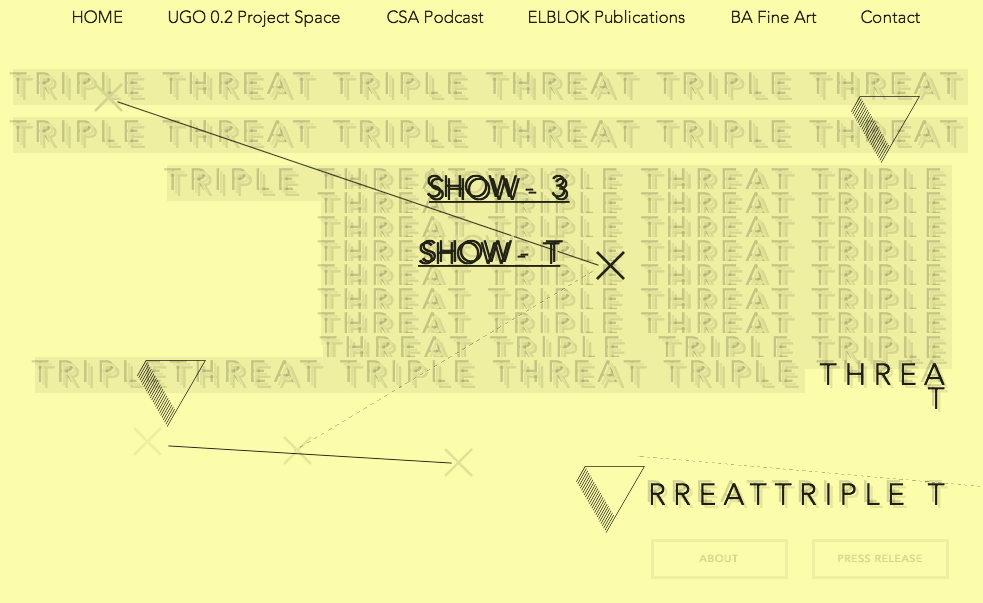 HOME UGO 0.2 Project Space CSA Podcast ELBLOK Publications BA Fine Art Contact
TRIPLE THREAT TRIPLE THREAT TRIPLE THREAT
TRIPLE THREAT TRIPLE THREAT TRIPLE THREAT
TRIPLE THREAT TRIPLE THREAT TRIPLE
SHOW - 3
THREAT TRIPLE THREAT TRIPLE
THREAT TRIPLE THREAT TRIPLE
SHOW - T
THREAT TRIPLE THREAT TRIPLE
THREAT TRIPLE THREAT TRIPLE
THREAT TRIPLE THREAT TRIPLE
THREAT TRIPLE THREAT TRIPLE
THREAT TRIPLE TRIPLE TRIPLE
TRIPLE THREAT TRIPLE THREAT TRIPLE THREA
T
RREATTRIPLE T
ABOUT PRESS RELEASE